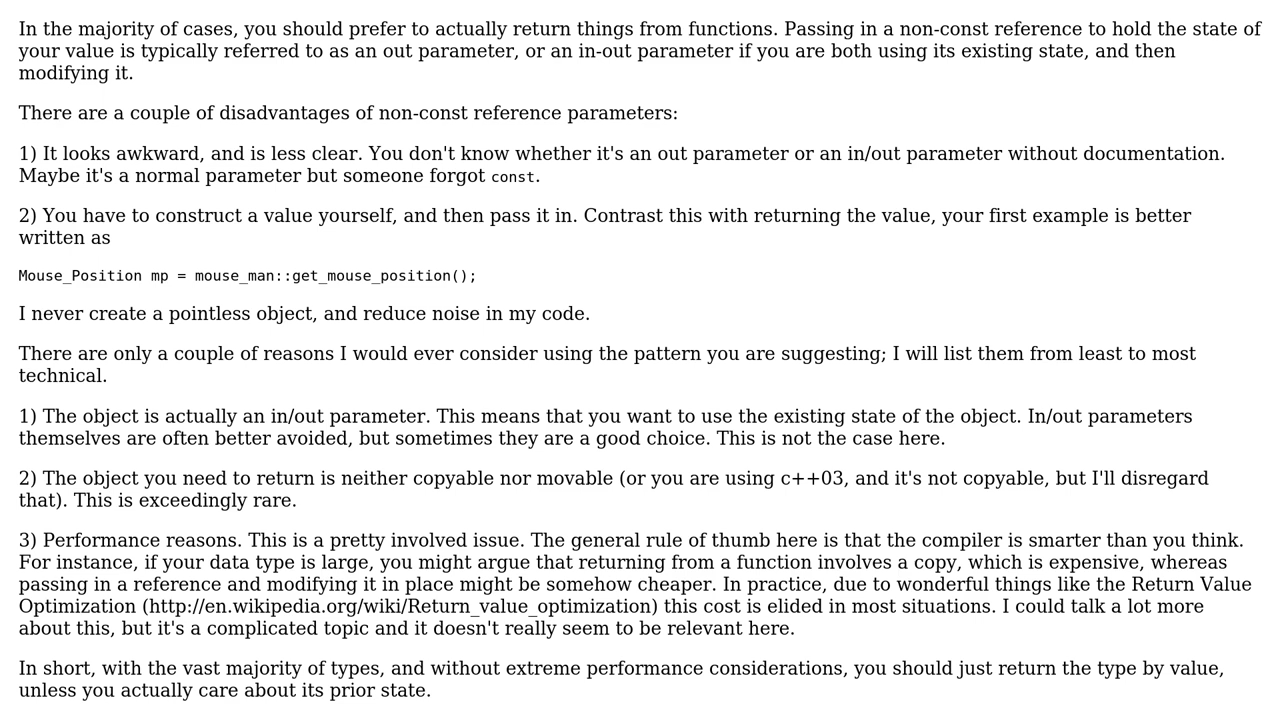 In the majority of cases, you should prefer to actually return things from functions. Passing in a non-const reference to hold the state of
your value is typically referred to as an out parameter, or an in-out parameter if you are both using its existing state, and then
modifying it.
There are a couple of disadvantages of non-const reference parameters:
1) It looks awkward, and is less clear. You don't know whether it's an out parameter or an in/out parameter without documentation.
Maybe it's a normal parameter but someone forgot const.
2) You have to construct a value yourself, and then pass it in. Contrast this with returning the value, your first example is better
written as
Mouse_Position mp = mouse_man::get_mouse_position();
I never create a pointless object, and reduce noise in my code.
There are only a couple of reasons I would ever consider using the pattern you are suggesting; I will list them from least to most
technical.
1) The object is actually an in/out parameter. This means that you want to use the existing state of the object. In/out parameters
themselves are often better avoided, but sometimes they are a good choice. This is not the case here.
2) The object you need to return is neither copyable nor movable (or you are using c++03, and it's not copyable, but I'll disregard
that). This is exceedingly rare.
3) Performance reasons. This is a pretty involved issue. The general rule of thumb here is that the compiler is smarter than you think.
For instance, if your data type is large, you might argue that returning from a function involves a copy, which is expensive, whereas
passing in a reference and modifying it in place might be somehow cheaper. In practice, due to wonderful things like the Return Value
Optimization (http://en.wikipedia.org/wiki/Return_value_optimization) this cost is elided in most situations. I could talk a lot more
about this, but it's a complicated topic and it doesn't really seem to be relevant here.
In short, with the vast majority of types, and without extreme performance considerations, you should just return the type by value,
unless you actually care about its prior state.